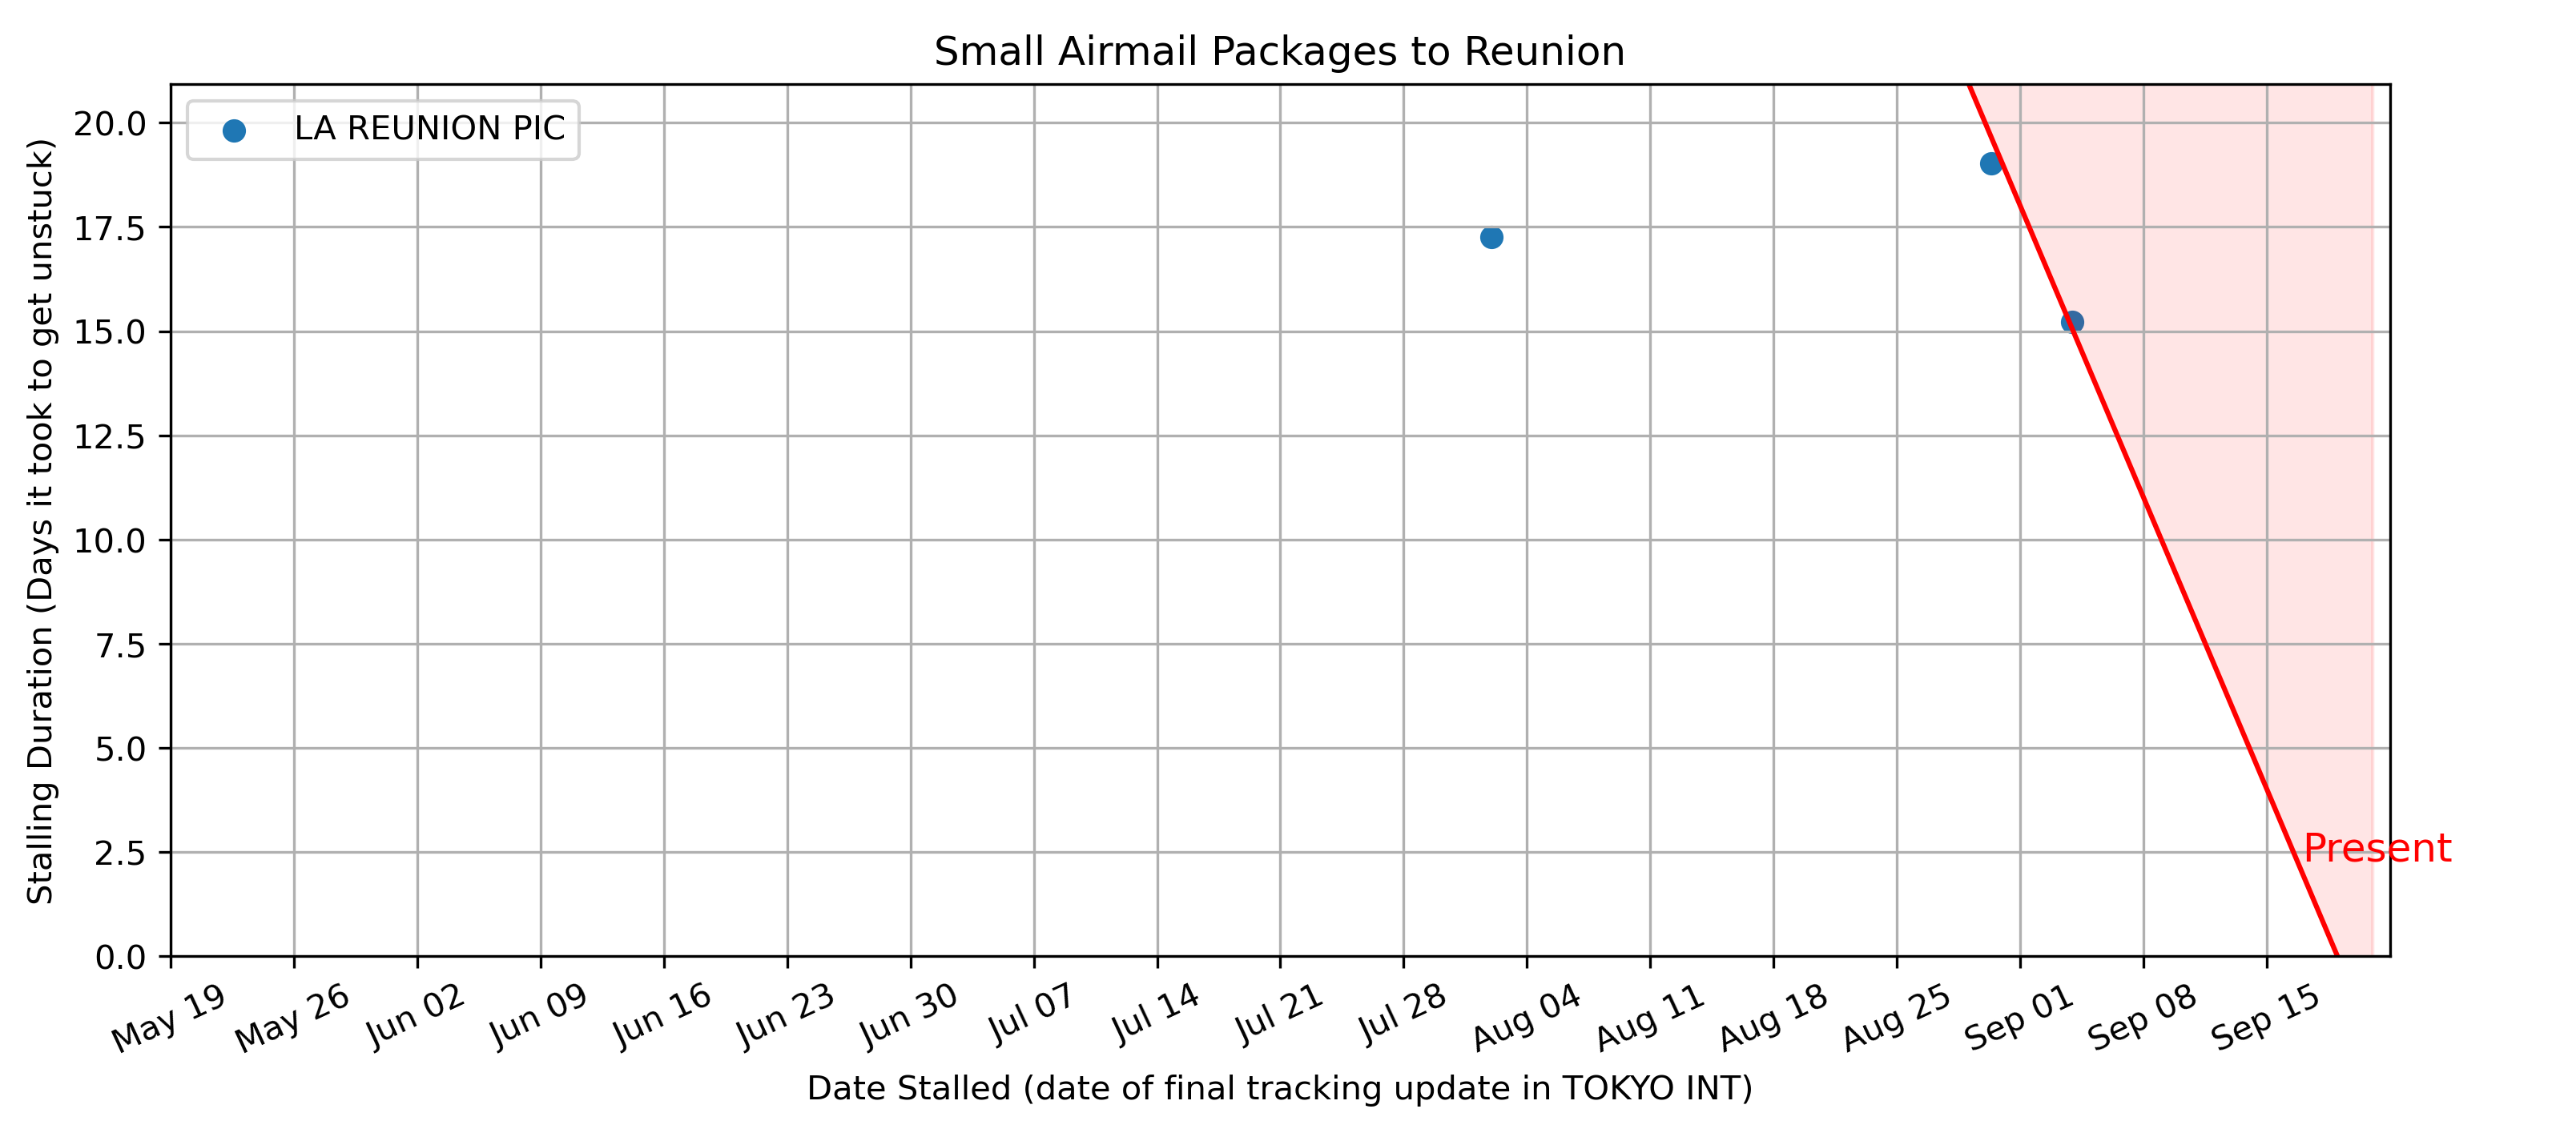 Small Airmail Packages to Reunion
LA REUNION PIC
Stalling Duration (Days it took to get unstuck)
20.0
17.5
15.0
12.5
10.0
7.5
5.0
2.5
0.0
Present
May 19
May 26
Jun 02
Jun 09
Jun 16
Jun 23
Jun 30
Jul 07
Jul 14
Jul 21
Jul 28
Aug 04
Aug 11
Aug 18
Aug 25
Sep 01
Sep 08
Sep 15
Date Stalled (date of final tracking update in TOKYO INT)